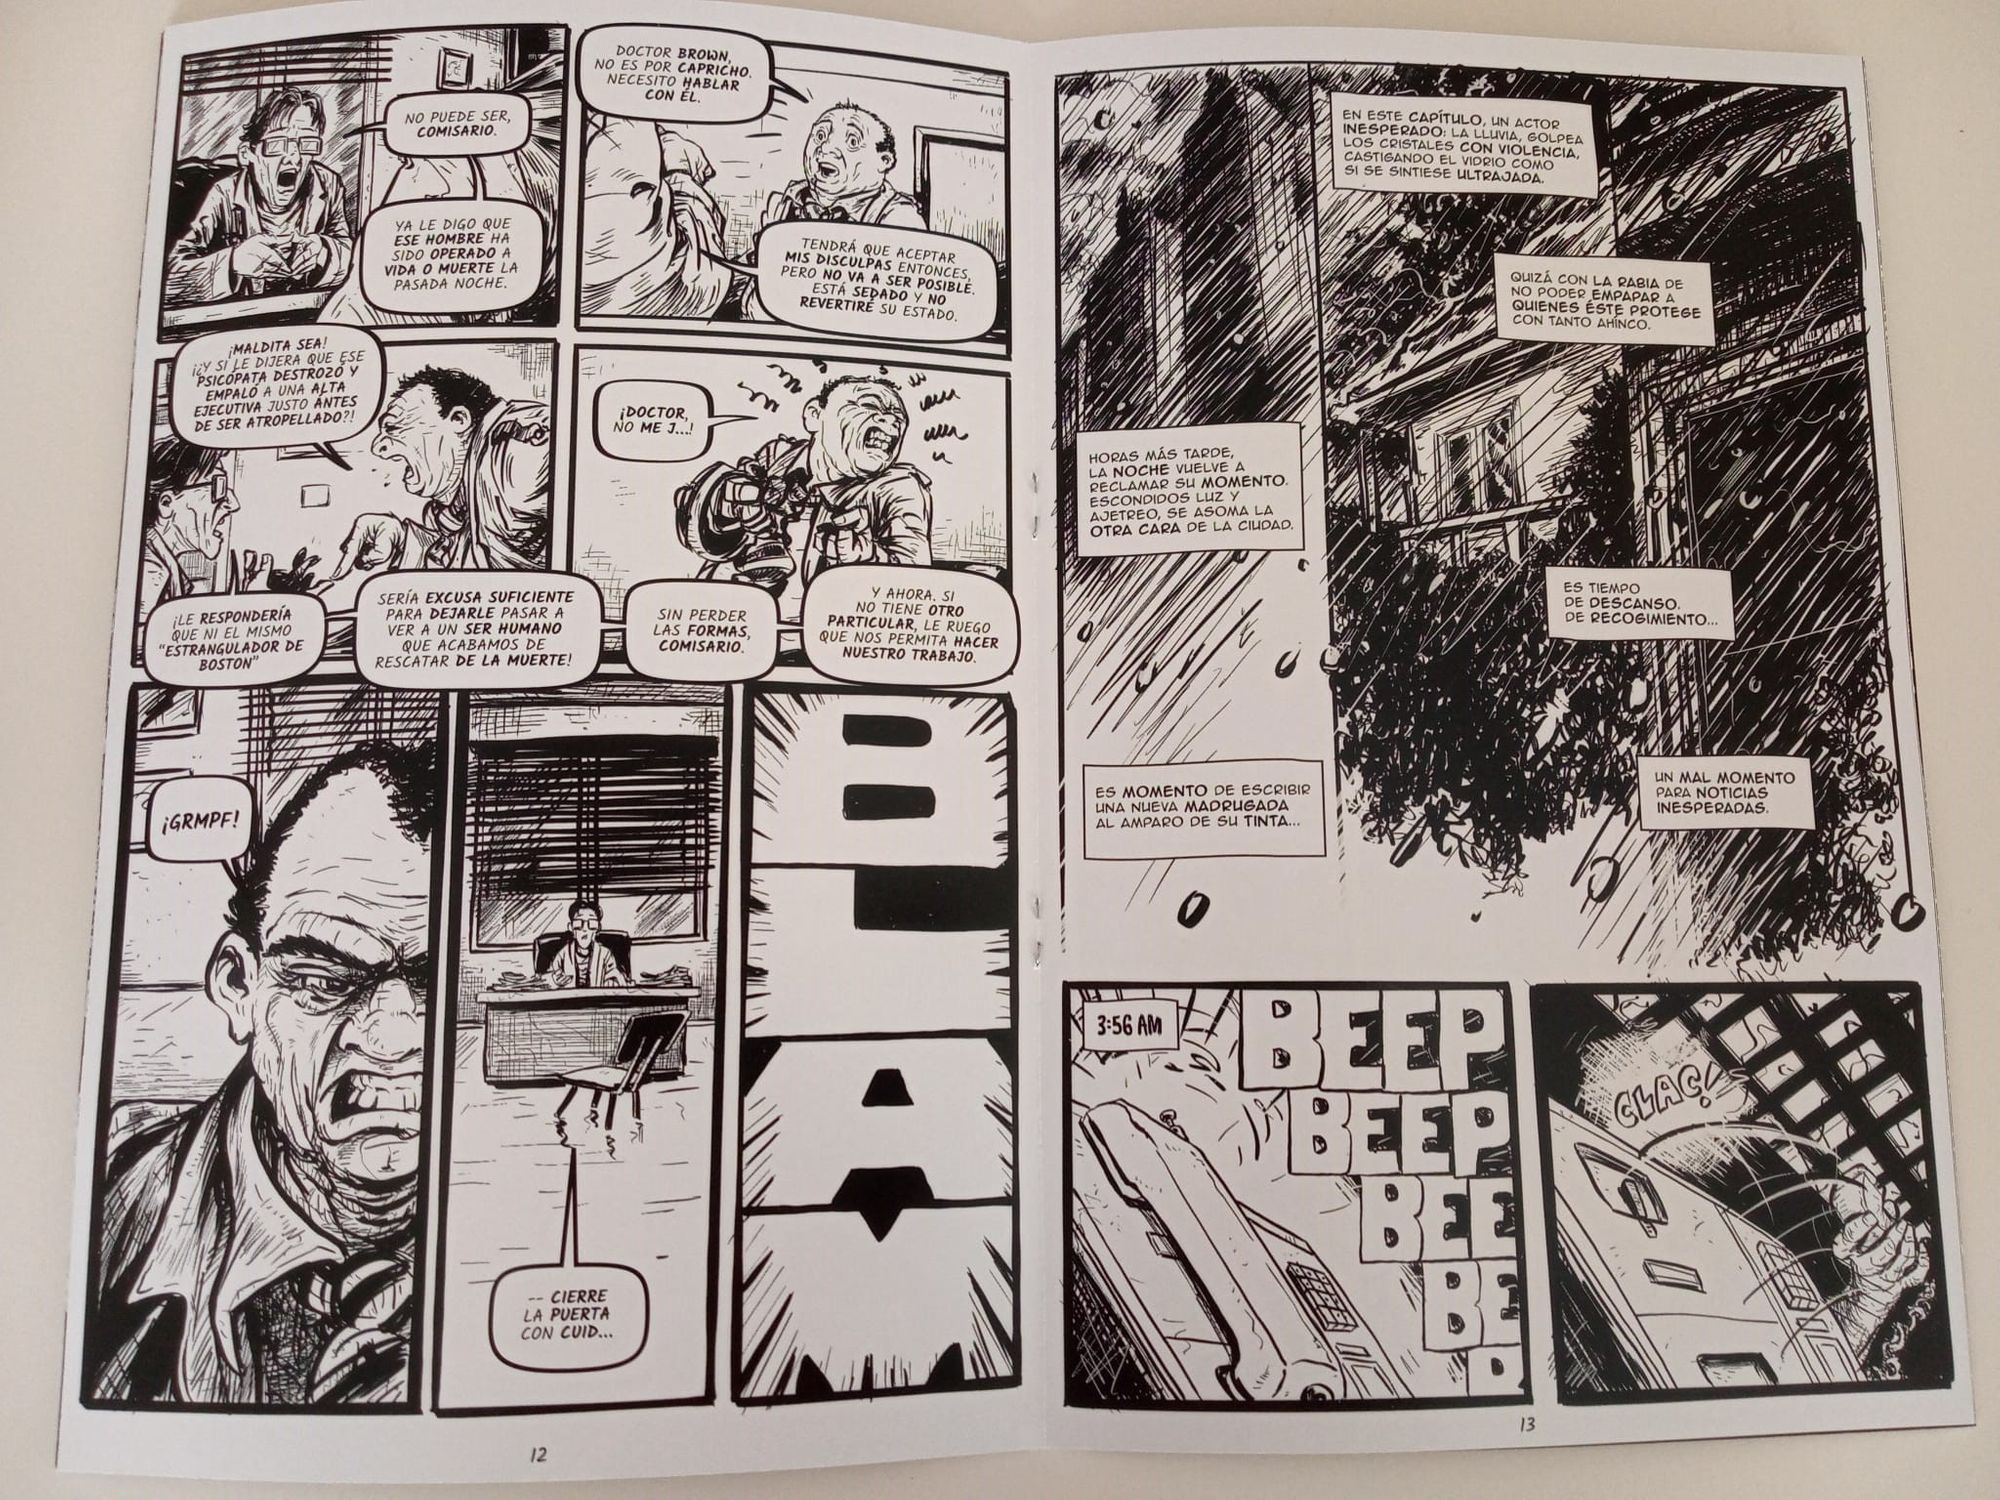 NO PUEDE SER,
COMISARIO.
YA LE DIGO QUE
ESE HOMBRE HA
SIDO OPERADO A
VIDA O MUERTE LA
PASADA NOCHE.
DOCTOR BROWN,
NO ES POR CAPRICHO.
NECESITO HABLAR
CON ÉL.
TENDRÁ QUE ACEPTAR
MIS DISCULPAS ENTONCES,
PERO NO VA A SER POSIBLE.
ESTÁ SEDADO Y NO
REVERTIRÉ SU ESTADO.
¡MALDITA SEA!
¡¿Y SI LE DIJERA QUE ESE
PSICÓPATA DESTROZÓ Y
EMPALÓ A UNA ALTA
EJECUTIVA JUSTO ANTES
DE SER ATROPELLADO?!
¡DOCTOR,
NO ME J...!
¡LE RESPONDERÍA
QUE NI EL MISMO
"ESTRANGULADOR DE
BOSTON"
SERÍA EXCUSA SUFICIENTE
PARA DEJARLE PASAR A
VER A UN SER HUMANO
QUE ACABAMOS DE
RESCATAR DE LA MUERTE!
SIN PERDER
LAS FORMAS,
COMISARIO.
Y AHORA. SI
NO TIENE OTRO
PARTICULAR, LE RUEGO
QUE NOS PERMITA HACER
NUESTRO TRABAJO.
¡GRMPF!
-- CIERRE
LA PUERTA
CON CUID...
B
L
A
M
12
EN ESTE CAPÍTULO, UN ACTOR
INESPERADO: LA LLUVIA, GOLPEA
LOS CRISTALES CON VIOLENCIA,
CASTIGANDO EL VIDRIO COMO
SI SE SINTIESE ULTRAJADA.
QUIZÁ CON LA RABIA DE
NO PODER EMPAPAR A
QUIENES ÉSTE PROTEGE
CON TANTO AHÍNCO.
HORAS MÁS TARDE,
LA NOCHE VUELVE A
RECLAMAR SU MOMENTO.
ESCONDIDOS LUZ Y
AJETREO, SE ASOMA LA
OTRA CARA DE LA CIUDAD.
ES TIEMPO
DE DESCANSO.
DE RECOGIMIENTO...
ES MOMENTO DE ESCRIBIR
UNA NUEVA MADRUGADA
AL AMPARO DE SU TINTA...
UN MAL MOMENTO
PARA NOTICIAS
INESPERADAS.
3:56 AM
BEEP
BEEP
BEE
BE
B
CLAC!
13